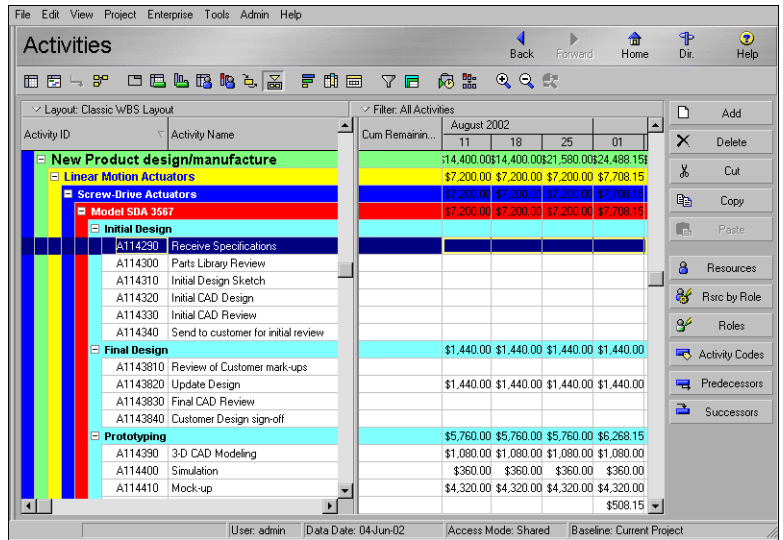 File Edit View Project Enterprise Tools Admin Help
Activities
Back Forward Home Dir. Help
Layout: Classic WBS Layout
Filter: All Activities
Activity ID Activity Name Cum Remainin... August 2002
11 18 25 01
New Product design/manufacture $14,400.00 $14,400.00 $21,580.00 $24,488.15
Linear Motion Actuators $7,200.00 $7,200.00 $7,200.00 $7,708.15
Screw-Drive Actuators $7,200.00 $7,200.00 $7,200.00 $7,708.15
Model SDA 3567 $7,200.00 $7,200.00 $7,200.00 $7,708.15
Initial Design
A114290 Receive Specifications
A114300 Parts Library Review
A114310 Initial Design Sketch
A114320 Initial CAD Design
A114330 Initial CAD Review
A114340 Send to customer for initial review
Final Design $1,440.00 $1,440.00 $1,440.00 $1,440.00
A1143810 Review of Customer mark-ups
A1143820 Update Design $1,440.00 $1,440.00 $1,440.00 $1,440.00
A1143830 Final CAD Review
A1143840 Customer Design sign-off
Prototyping $5,760.00 $5,760.00 $5,760.00 $6,268.15
A114390 3-D CAD Modeling $1,080.00 $1,080.00 $1,080.00 $1,080.00
A114400 Simulation $360.00 $360.00 $360.00 $360.00
A114410 Mock-up $4,320.00 $4,320.00 $4,320.00 $4,320.00
$508.15
Add
Delete
Cut
Copy
Paste
Resources
Rsrc by Role
Roles
Activity Codes
Predecessors
Successors
User: admin Data Date: 04-Jun-02 Access Mode: Shared Baseline: Current Project